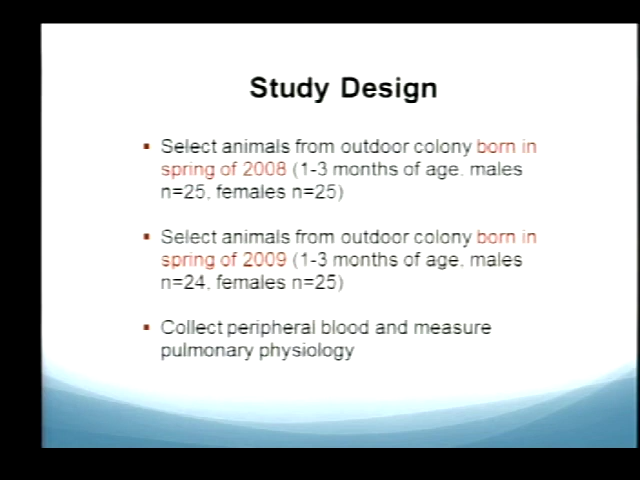 Study Design
▪ Select animals from outdoor colony born in
spring of 2008 (1-3 months of age. males
n=25, females n=25)
▪ Select animals from outdoor colony born in
spring of 2009 (1-3 months of age. males
n=24. females n=25)
▪ Collect peripheral blood and measure
pulmonary physiology